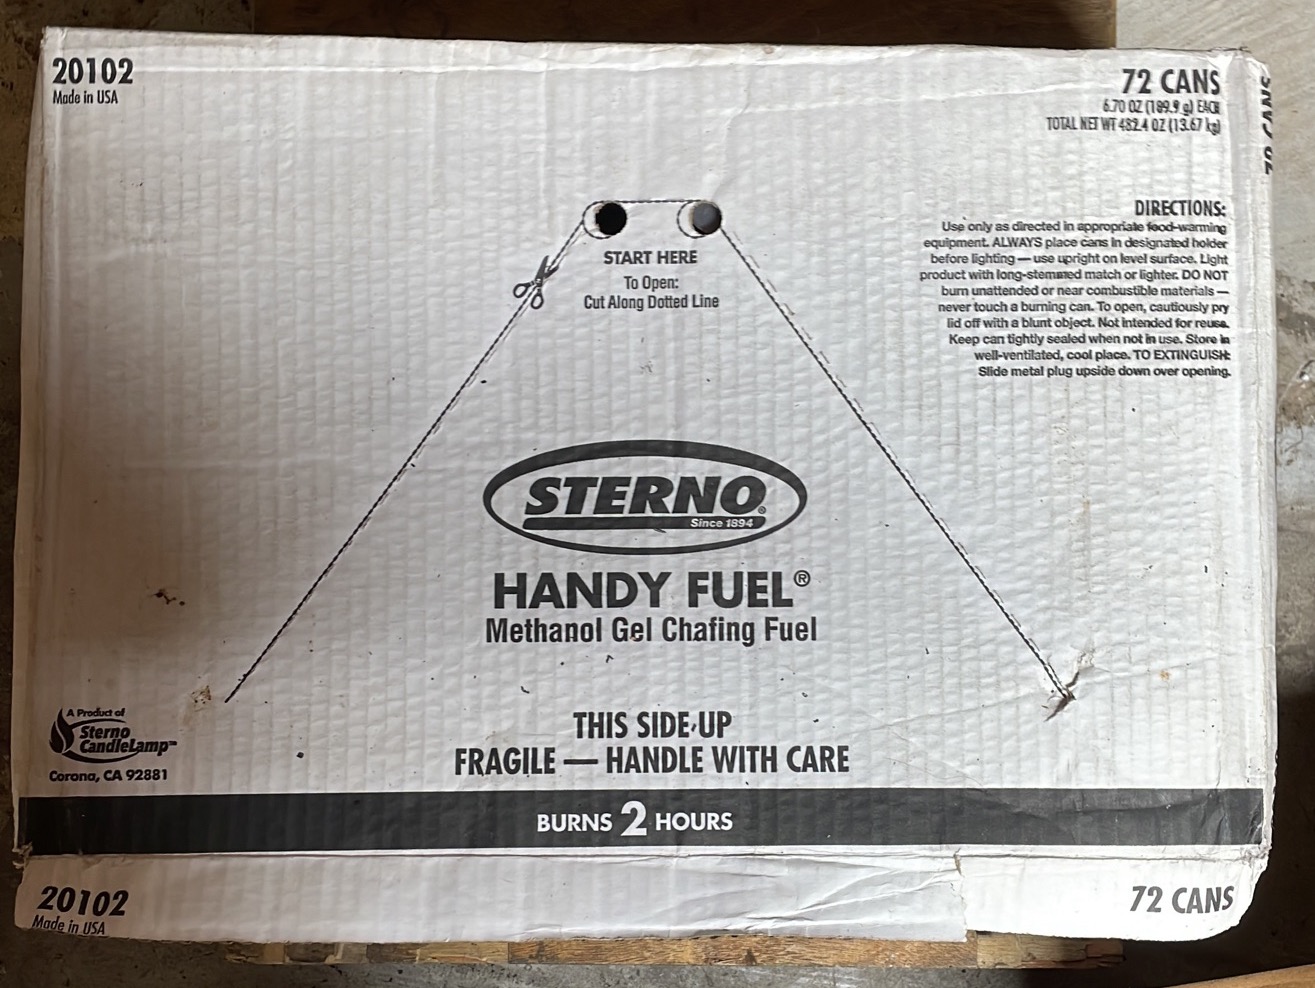 20102
Made in USA
72 CANS
6.70 OZ (189.9 g) EACH
TOTAL NET WT 482.4 OZ (13.67 kg)
72 CANS
DIRECTIONS:
Use only as directed in appropriate food-warming
equipment. ALWAYS place cans in designated holder
before lighting — use upright on level surface. Light
product with long-stemmed match or lighter. DO NOT
burn unattended or near combustible materials —
never touch a burning can. To open, cautiously pry
lid off with a blunt object. Not intended for reuse.
Keep can tightly sealed when not in use. Store in
well-ventilated, cool place. TO EXTINGUISH:
Slide metal plug upside down over opening.
START HERE
To Open:
Cut Along Dotted Line
STERNO®
Since 1894
HANDY FUEL®
Methanol Gel Chafing Fuel
A Product of
Sterno
CandleLamp™
Corona, CA 92881
THIS SIDE UP
FRAGILE — HANDLE WITH CARE
BURNS 2 HOURS
20102
Made in USA
72 CANS